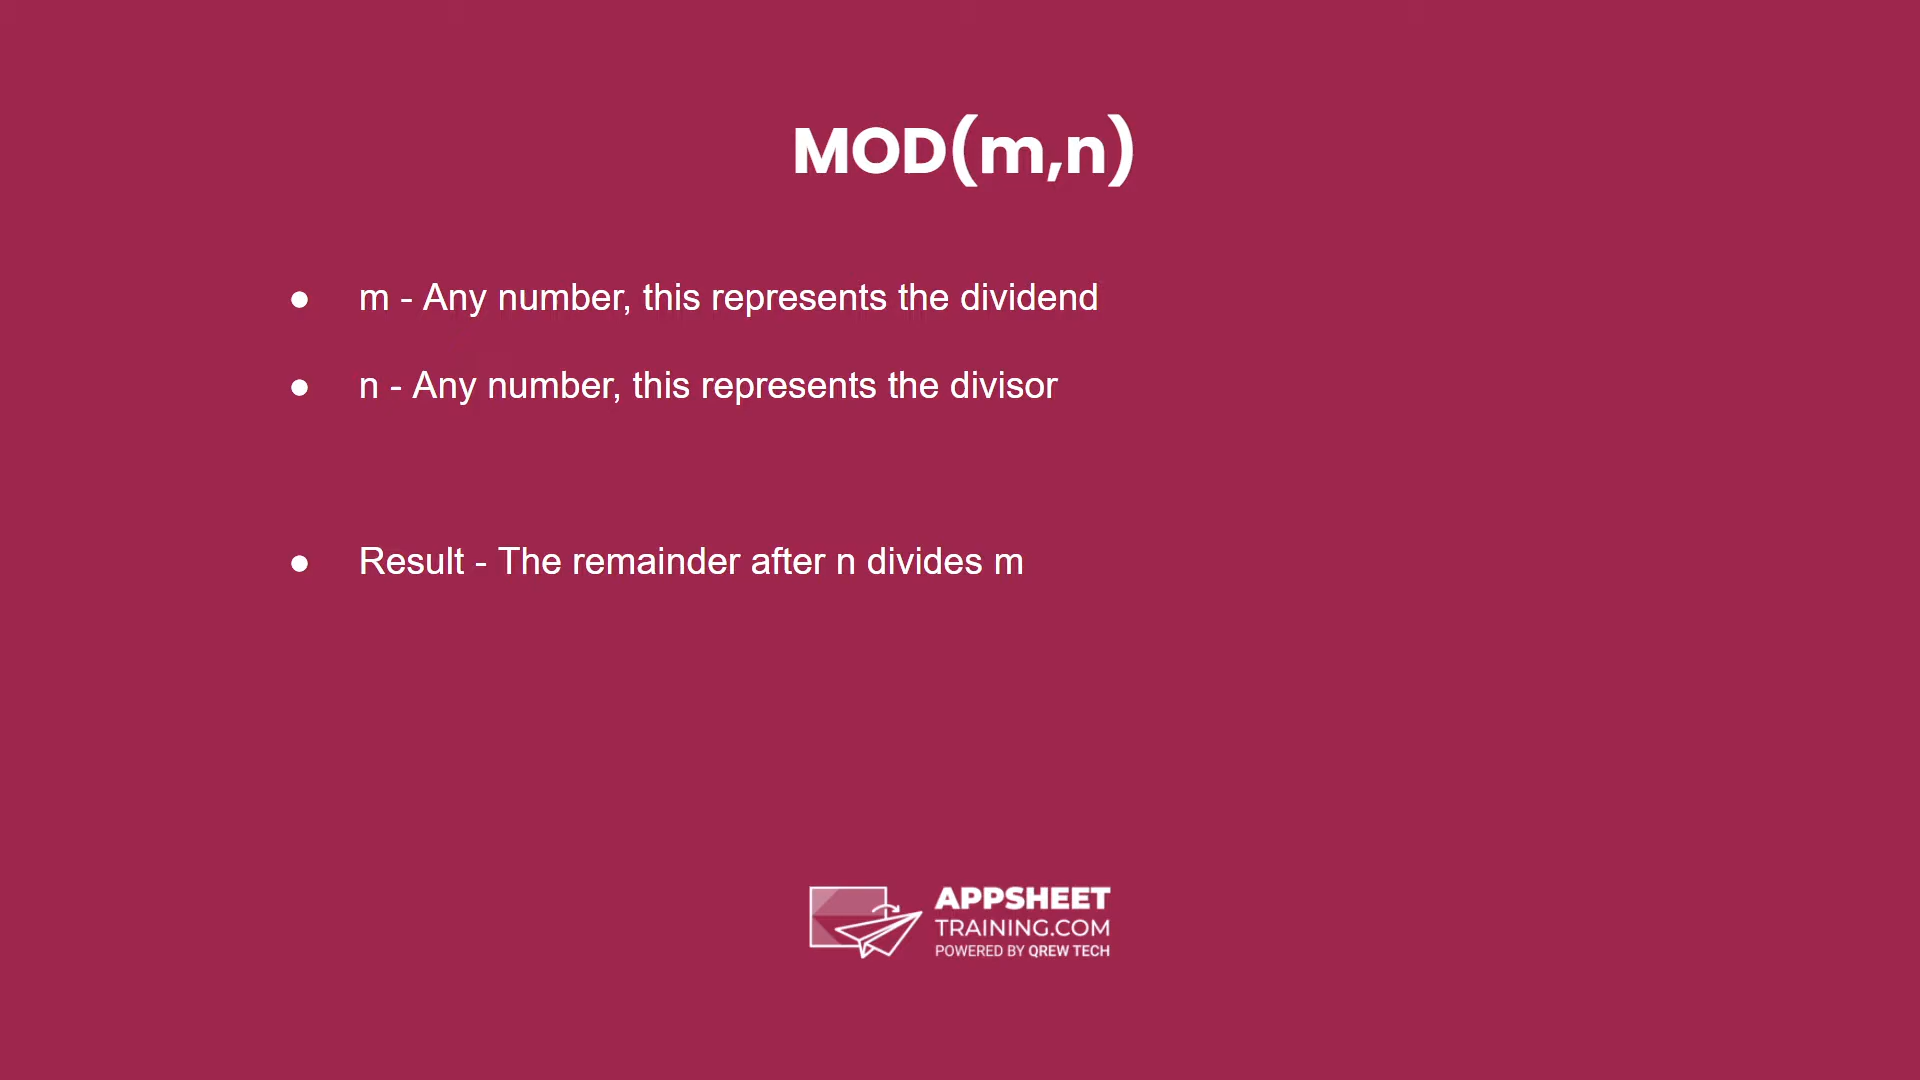 MOD(m,n)
● m - Any number, this represents the dividend
● n - Any number, this represents the divisor
● Result - The remainder after n divides m
APPSHEET
TRAINING.COM
POWERED BY QREW TECH